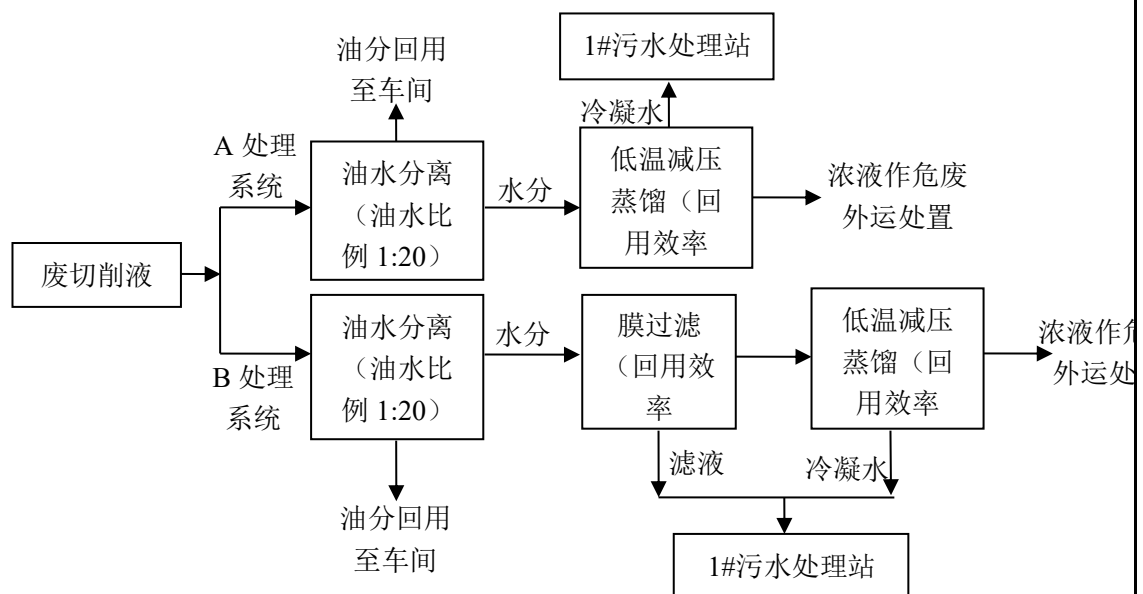 油分回用
至车间
1#污水处理站
冷凝水
A 处理
系统
油水分离
（油水比
例 1:20）
水分
低温减压
蒸馏（回
用效率
浓液作危废
外运处置
废切削液
B 处理
系统
油水分离
（油水比
例 1:20）
水分
膜过滤
（回用效
率
低温减压
蒸馏（回
用效率
浓液作危
外运处
滤液
冷凝水
油分回用
至车间
1#污水处理站